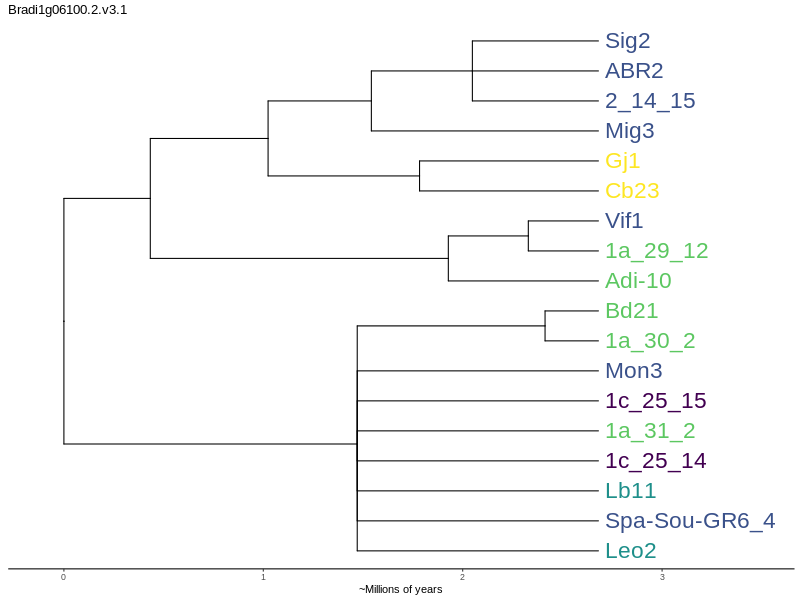 Bradi1g06100.2.v3.1
Sig2
ABR2
2_14_15
Mig3
Gj1
Cb23
Vif1
1a_29_12
Adi-10
Bd21
1a_30_2
Mon3
1c_25_15
1a_31_2
1c_25_14
Lb11
Spa-Sou-GR6_4
Leo2
0 1 2 3
~Millions of years